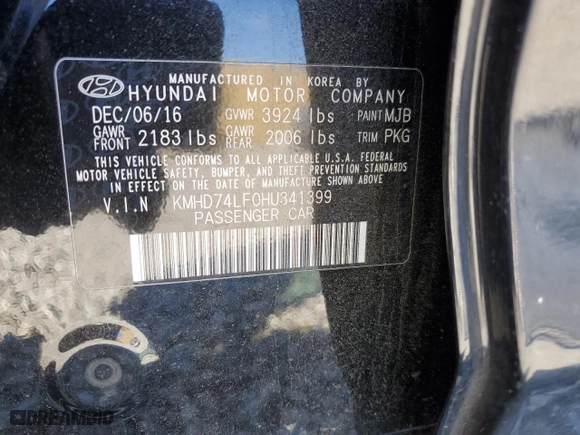 MANUFACTURED IN KOREA BY
HYUNDAI MOTOR COMPANY
DEC/06/16 GVWR 3924 lbs PAINT MJB
GAWR FRONT 2183 lbs GAWR REAR 2006 lbs TRIM PKG
THIS VEHICLE CONFORMS TO ALL APPLICABLE U.S.A. FEDERAL
MOTOR VEHICLE SAFETY, BUMPER, AND THEFT PREVENTION STANDARDS
IN EFFECT ON THE DATE OF MANUFACTURE SHOWN ABOVE.
V.I.N KMHD74LF0HU341399
PASSENGER CAR
DREAMBID